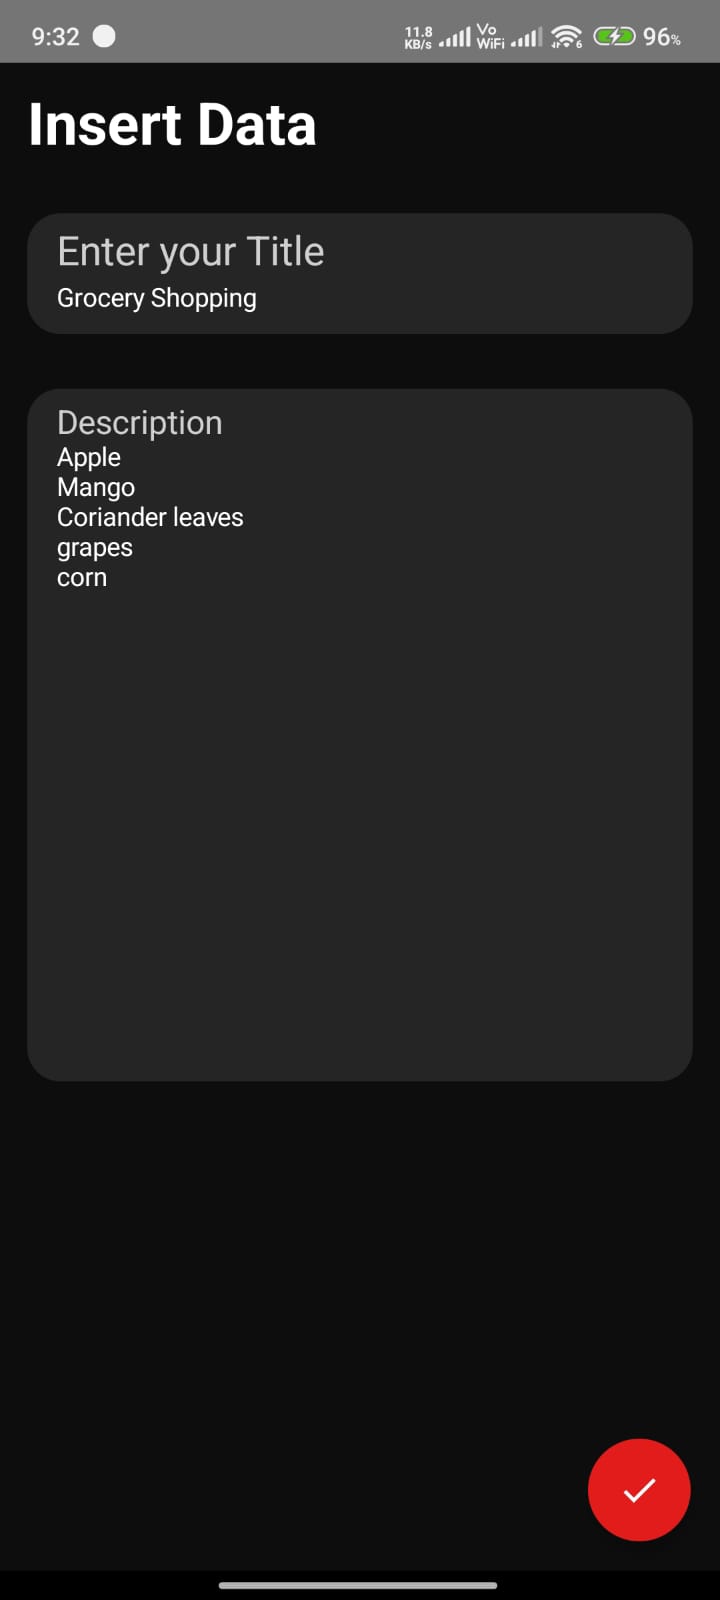 9:32 11.8 KB/s Vo WiFi 6 96%
Insert Data
Enter your Title
Grocery Shopping
Description
Apple
Mango
Coriander leaves
grapes
corn